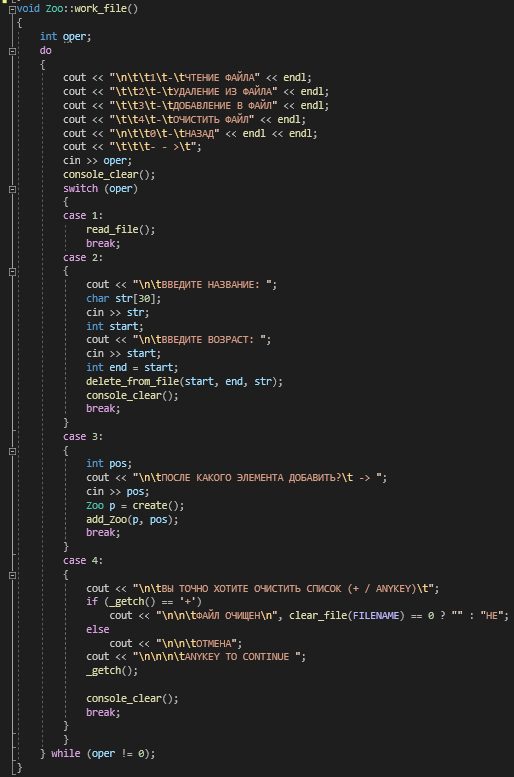 void Zoo::work_file()
{
int oper;
do
{
cout << "\n\t\t1\t-\tЧТЕНИЕ ФАЙЛА" << endl;
cout << "\t\t2\t-\tУДАЛЕНИЕ ИЗ ФАЙЛА" << endl;
cout << "\t\t3\t-\tДОБАВЛЕНИЕ В ФАЙЛ" << endl;
cout << "\t\t4\t-\tОЧИСТИТЬ ФАЙЛ" << endl;
cout << "\n\t\t0\t-\tНАЗАД" << endl << endl;
cout << "\t\t\t- - >\t";
cin >> oper;
console_clear();
switch (oper)
{
case 1:
read_file();
break;
case 2:
{
cout << "\n\tВВЕДИТЕ НАЗВАНИЕ: ";
char str[30];
cin >> str;
int start;
cout << "\n\tВВЕДИТЕ ВОЗРАСТ: ";
cin >> start;
int end = start;
delete_from_file(start, end, str);
console_clear();
break;
}
case 3:
{
int pos;
cout << "\n\tПОСЛЕ КАКОГО ЭЛЕМЕНТА ДОБАВИТЬ?\t -> ";
cin >> pos;
Zoo p = create();
add_Zoo(p, pos);
break;
}
case 4:
{
cout << "\n\tВЫ ТОЧНО ХОТИТЕ ОЧИСТИТЬ СПИСОК (+ / ANYKEY)\t";
if (_getch() == '+')
cout << "\n\n\tФАЙЛ ОЧИЩЕН\n", clear_file(FILENAME) == 0 ? "" : "НЕ";
else
cout << "\n\n\tОТМЕНА";
cout << "\n\n\n\tANYKEY TO CONTINUE ";
_getch();
console_clear();
break;
}
}
} while (oper != 0);
}